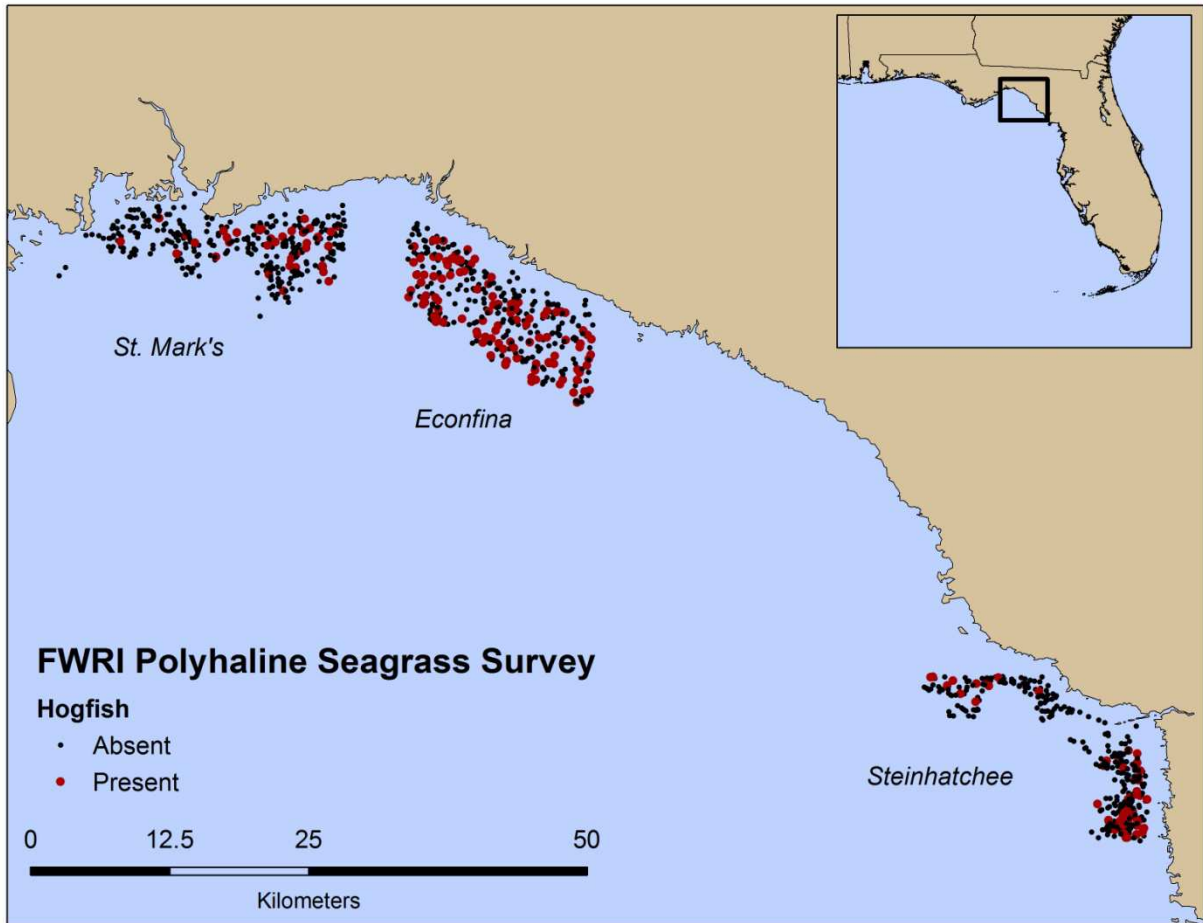 St. Mark's
Econfina
FWRI Polyhaline Seagrass Survey
Hogfish
Absent
Present
Steinhatchee
0 12.5 25 50
Kilometers